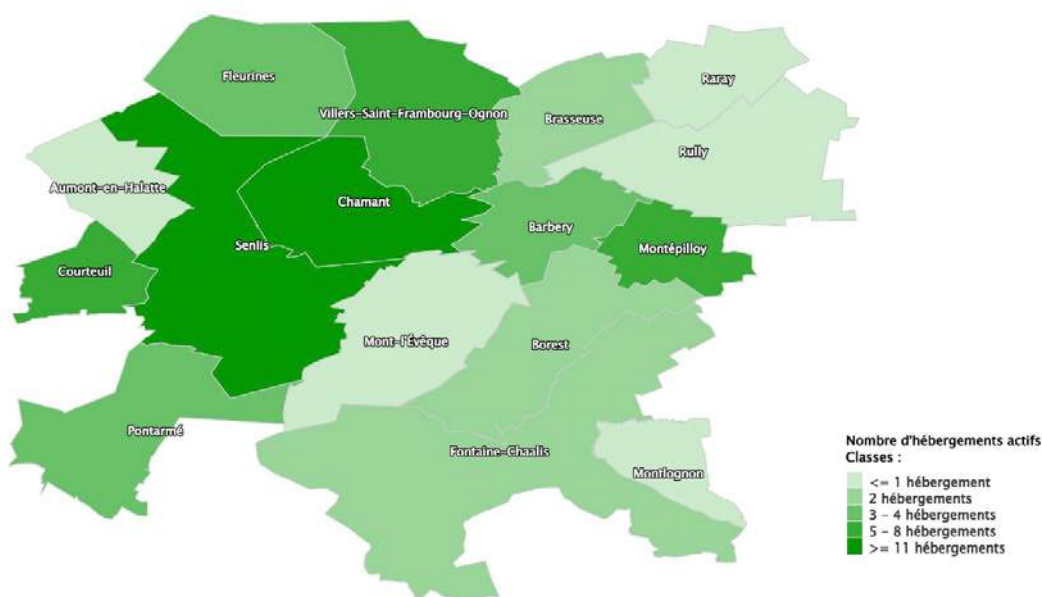 Fleurines
Raray
Villers-Saint-Frambourg-Ognon
Brasseuse
Rully
Aumont-en-Halatte
Chamant
Barbery
Senlis
Montépilloy
Courteuil
Mont-l'Évêque
Borest
Pontarmé
Fontaine-Chaalis
Montlognon
Nombre d'hébergements actifs
Classes :
<= 1 hébergement
2 hébergements
3 - 4 hébergements
5 - 8 hébergements
>= 11 hébergements